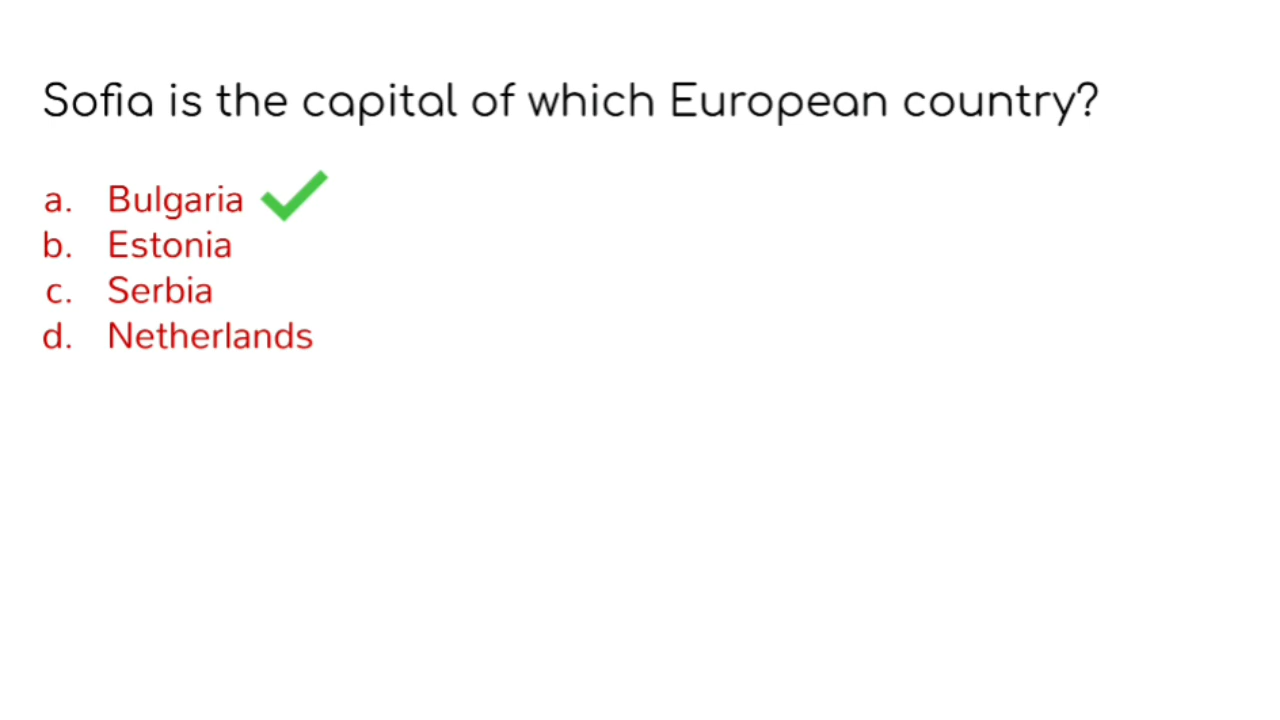 Sofia is the capital of which European country?
a. Bulgaria
b. Estonia
c. Serbia
d. Netherlands